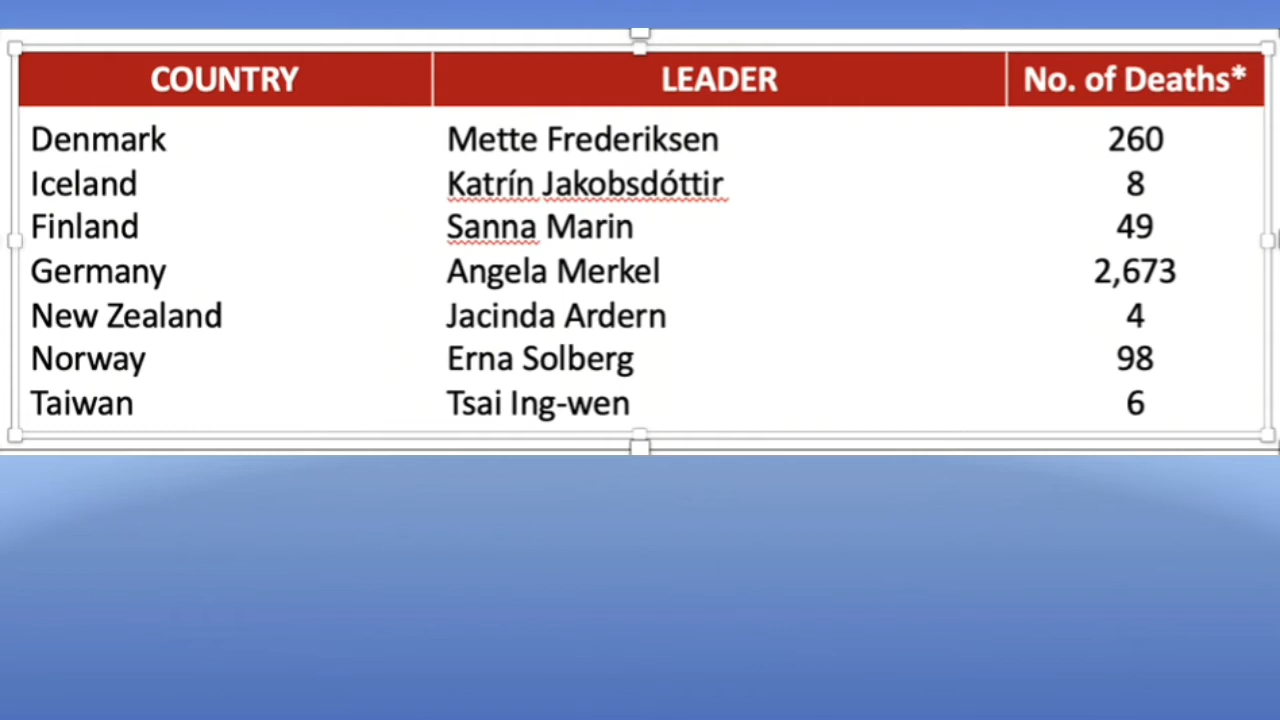 COUNTRY LEADER No. of Deaths*
Denmark Mette Frederiksen 260
Iceland Katrín Jakobsdóttir 8
Finland Sanna Marin 49
Germany Angela Merkel 2,673
New Zealand Jacinda Ardern 4
Norway Erna Solberg 98
Taiwan Tsai Ing-wen 6